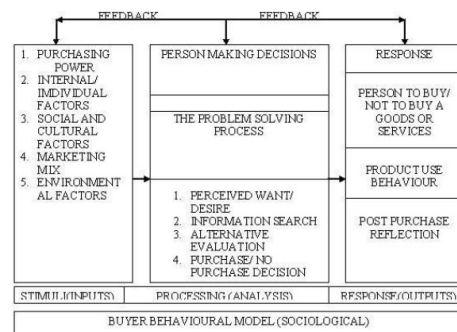 FEEDBACK FEEDBACK
1. PURCHASING
POWER
2. INTERNAL/
IMDIVIDUAL
FACTORS
3. SOCIAL AND
CULTURAL
FACTORS
4. MARKETING
MIX
5. ENVIRONMENT
AL FACTORS
PERSON MAKING DECISIONS
THE PROBLEM SOLVING
PROCESS
1. PERCEIVED WANT/
DESIRE
2. INFORMATION SEARCH
3. ALTERNATIVE
EVALUATION
4. PURCHASE/ NO
PURCHASE DECISION
RESPONSE
PERSON TO BUY/
NOT TO BUY A
GOODS OR
SERVICES
PRODUCT USE
BEHAVIOUR
POST PURCHASE
REFLECTION
STIMULI(INPUTS) PROCESSING (ANALYSIS) RESPONSE(OUTPUTS)
BUYER BEHAVIOURAL MODEL (SOCIOLOGICAL)